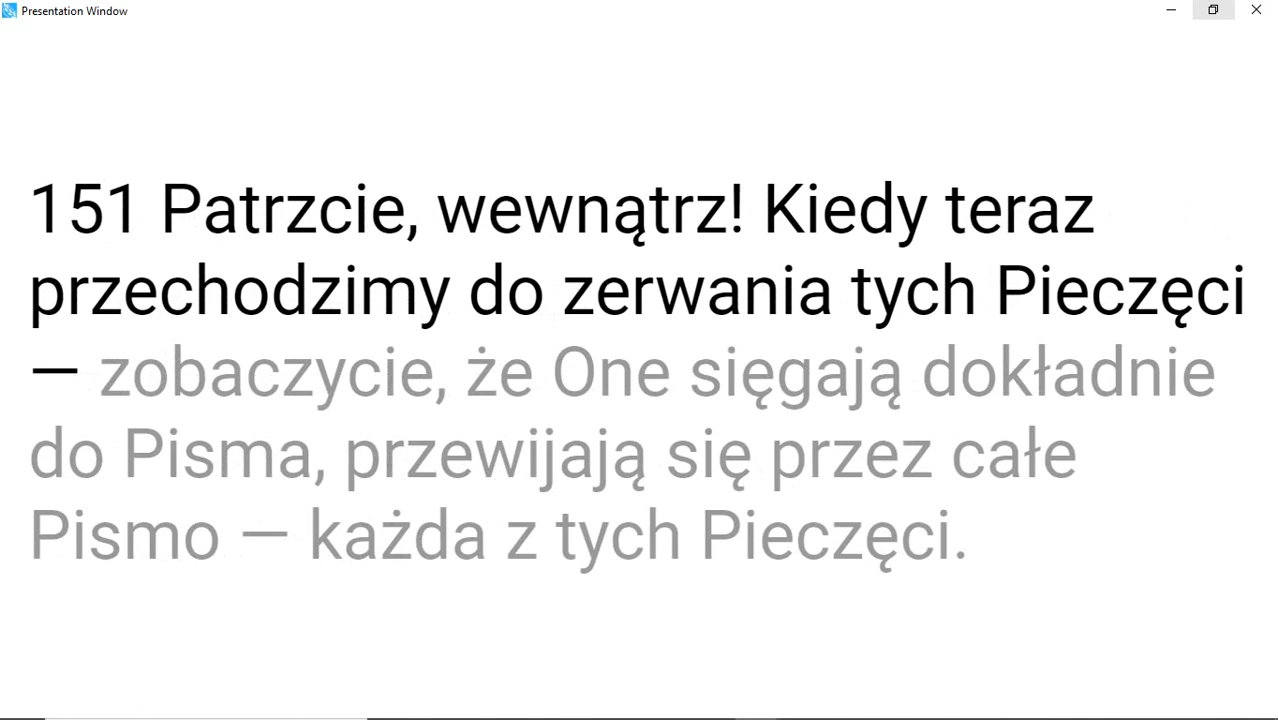 Presentation Window
151 Patrzcie, wewnątrz! Kiedy teraz
przechodzimy do zerwania tych Pieczęci
— zobaczycie, że One sięgają dokładnie
do Pisma, przewijają się przez całe
Pismo — każda z tych Pieczęci.